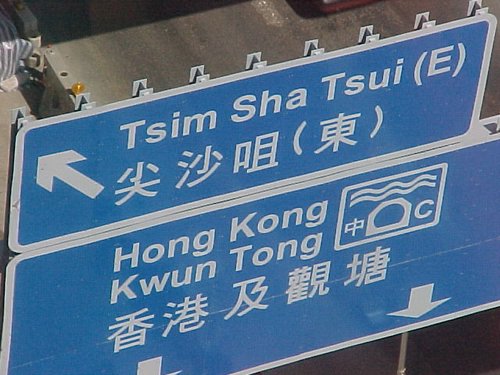 Tsim Sha Tsui (E)
尖沙咀(東)
Hong Kong
Kwun Tong
中 C
香港及觀塘